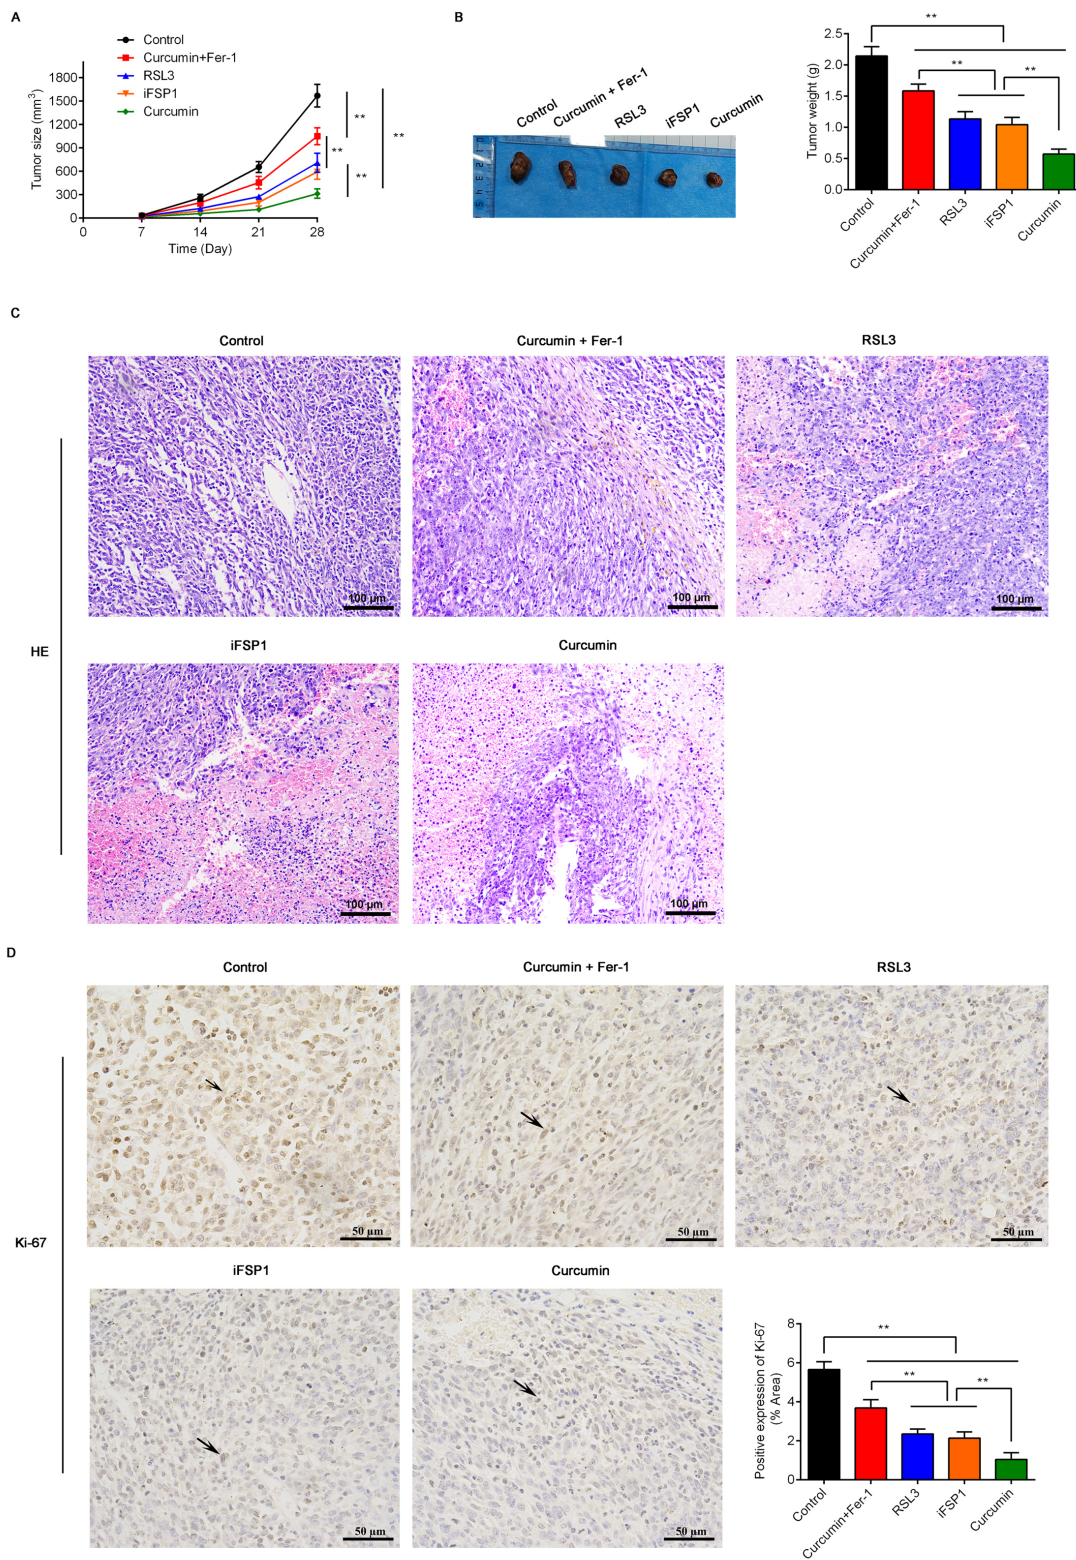 A
Control
Curcumin+Fer-1
RSL3
iFSP1
Curcumin
Tumor size (mm³)
1800
1500
1200
900
600
300
0
0 7 14 21 28
Time (Day)
**
**
**
**
B
Control
Curcumin + Fer-1
RSL3
iFSP1
Curcumin
Tumor weight (g)
2.5
2.0
1.5
1.0
0.5
0.0
**
**
**
Control
Curcumin+Fer-1
RSL3
iFSP1
Curcumin
C
HE
Control
Curcumin + Fer-1
RSL3
100 μm
100 μm
100 μm
iFSP1
Curcumin
100 μm
100 μm
D
Ki-67
Control
Curcumin + Fer-1
RSL3
50 μm
50 μm
50 μm
iFSP1
Curcumin
50 μm
50 μm
Positive expression of Ki-67
(% Area)
8
6
4
2
0
**
**
**
Control
Curcumin+Fer-1
RSL3
iFSP1
Curcumin